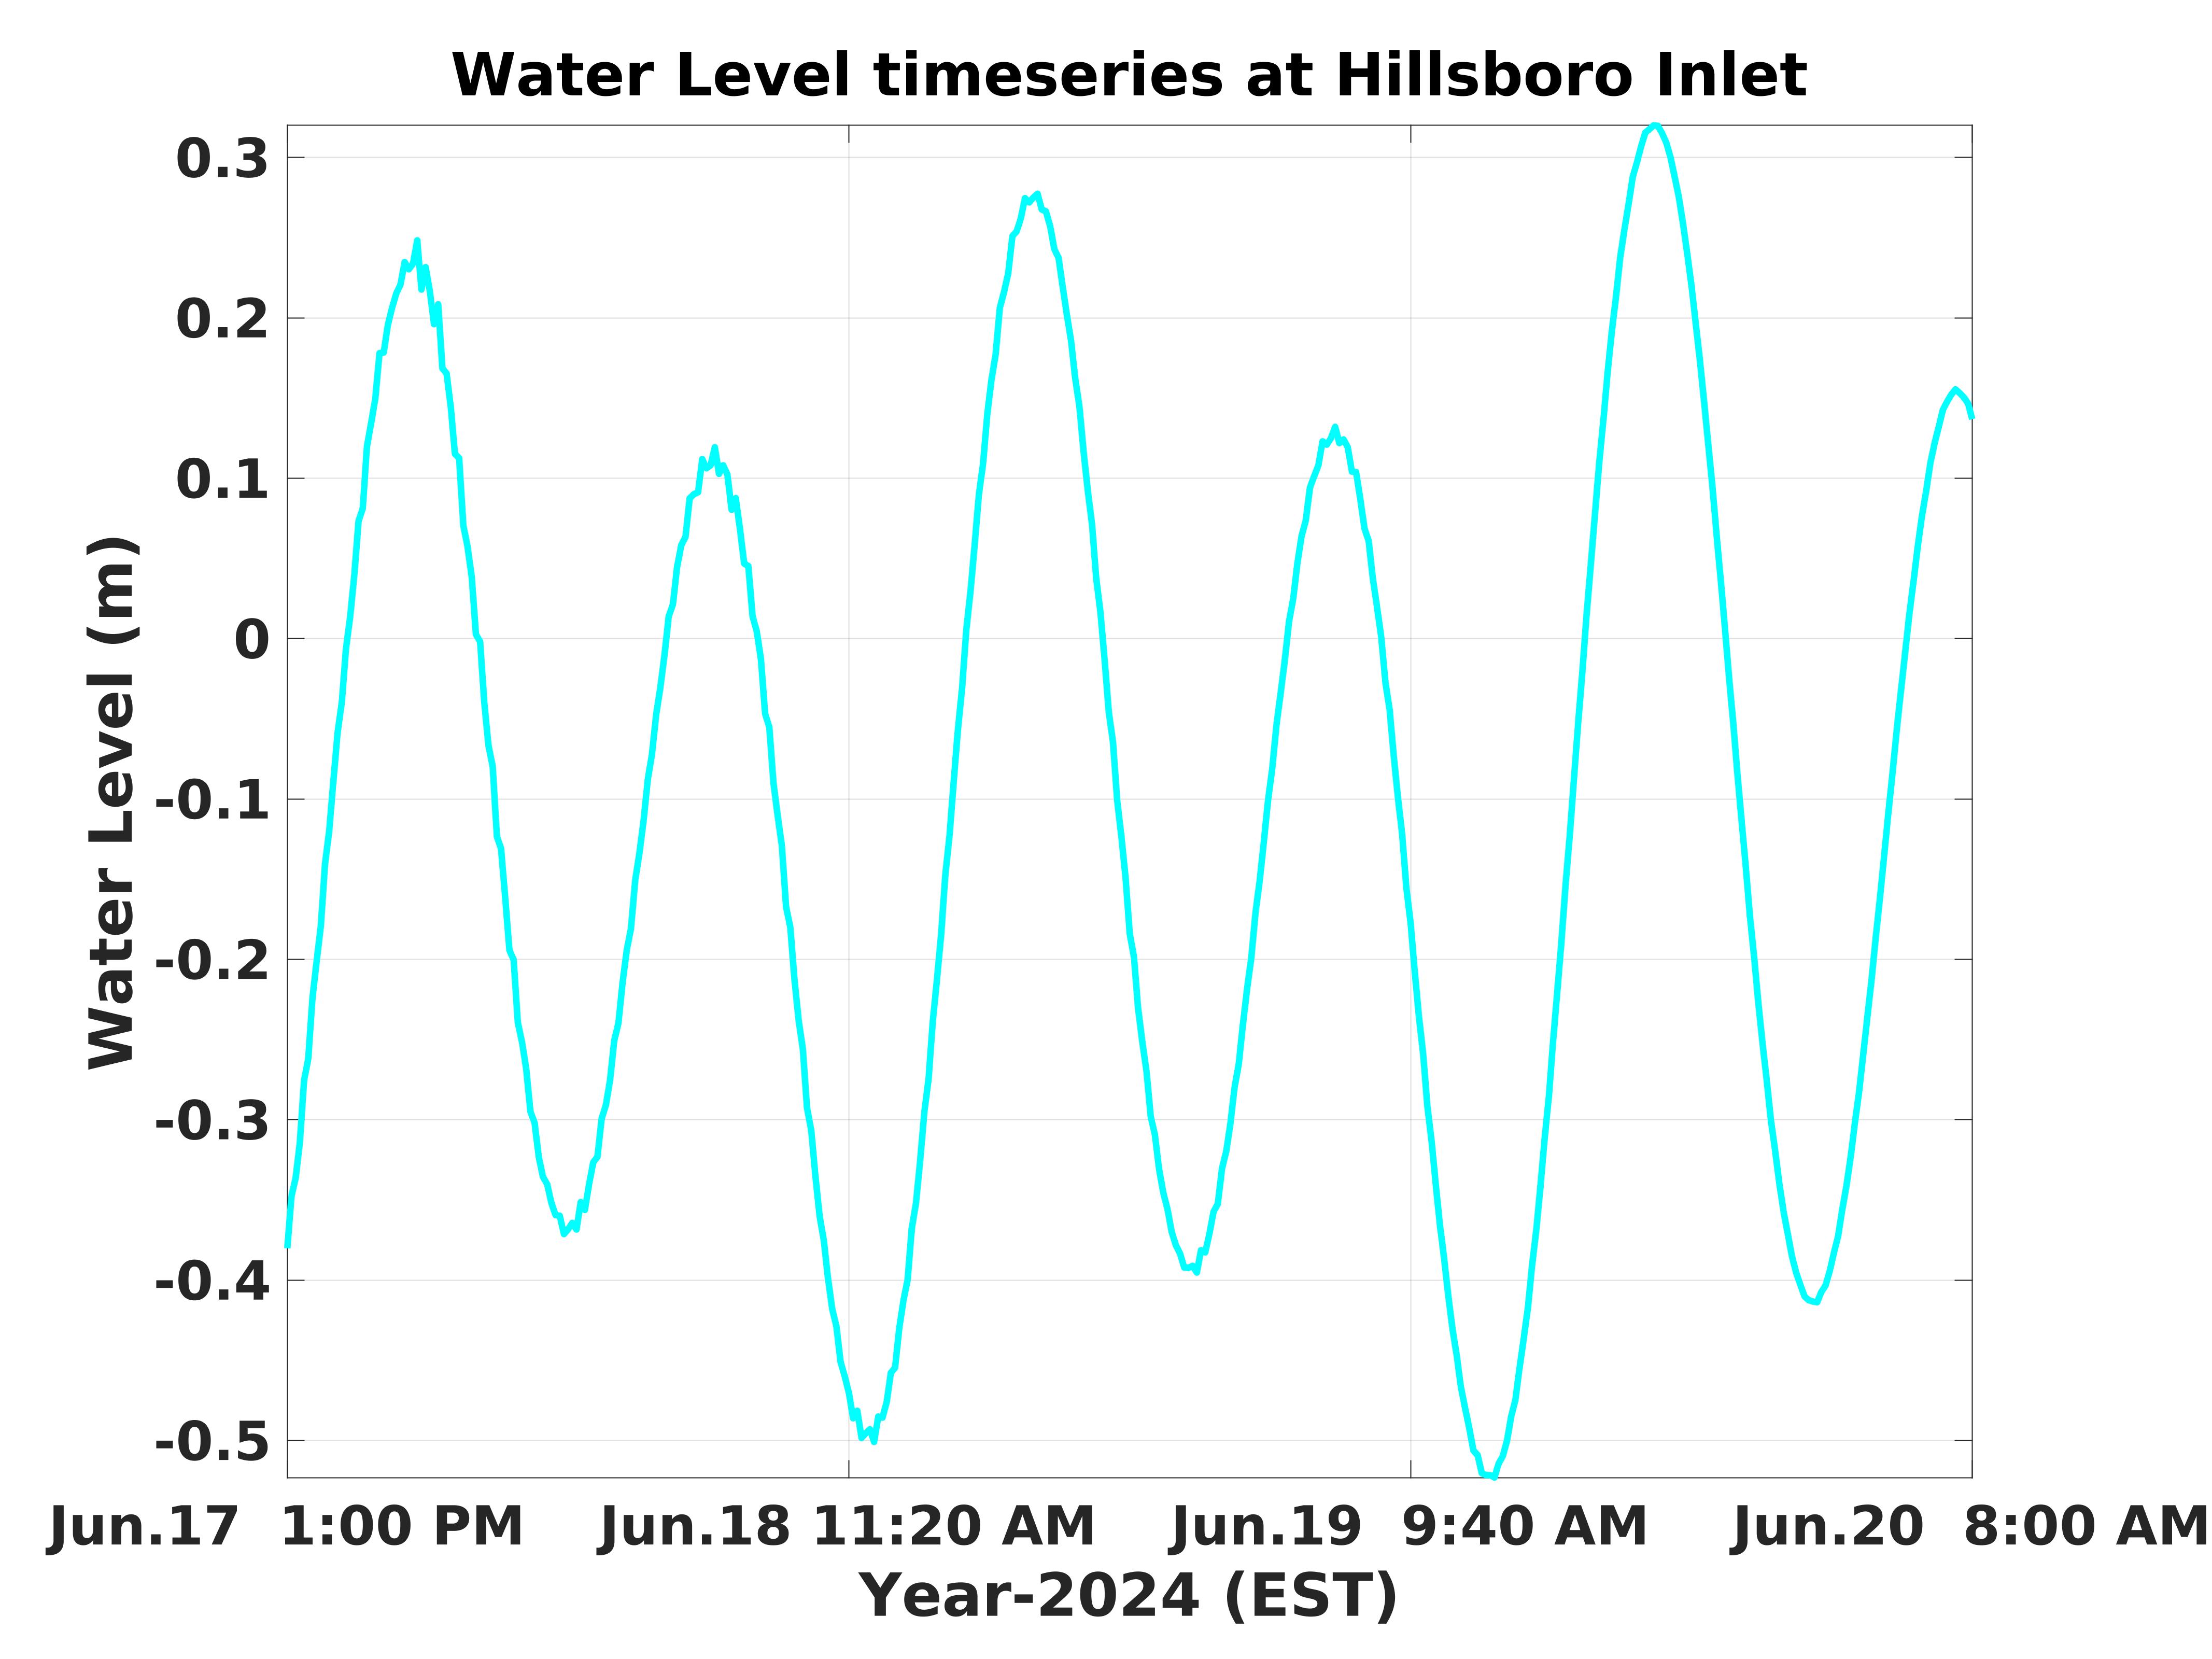 Water Level timeseries at Hillsboro Inlet
0.3
0.2
0.1
0
-0.1
-0.2
-0.3
-0.4
-0.5
Water Level (m)
Jun.17 1:00 PM Jun.18 11:20 AM Jun.19 9:40 AM Jun.20 8:00 AM
Year-2024 (EST)